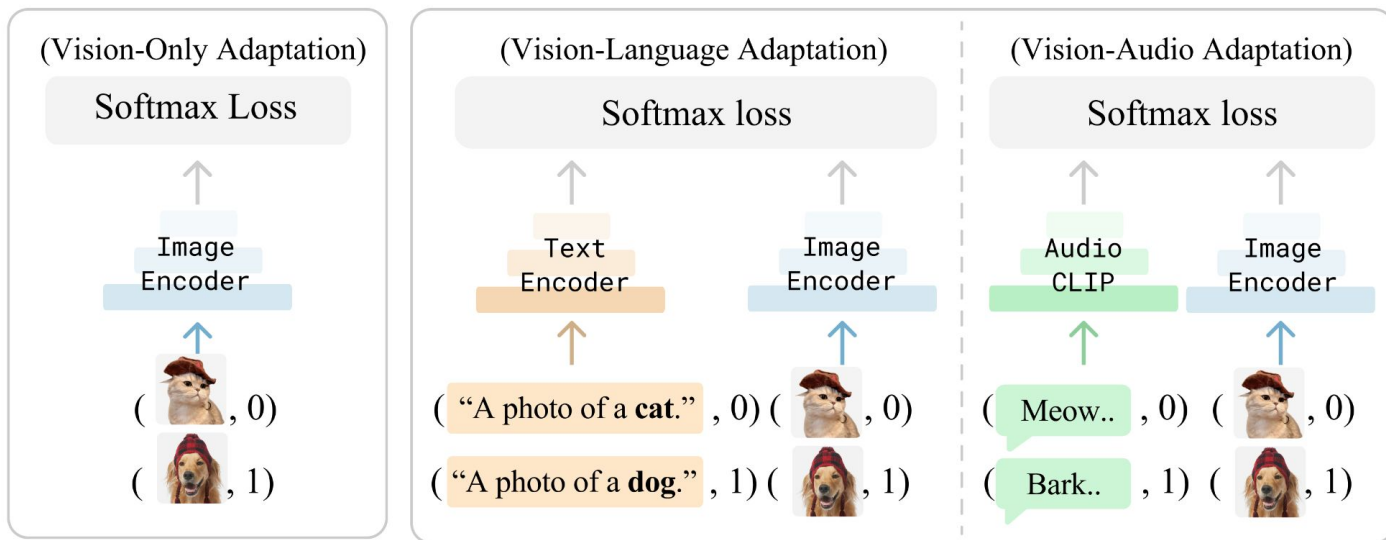 (Vision-Only Adaptation)
Softmax Loss
Image
Encoder
( , 0)
( , 1)
(Vision-Language Adaptation)
Softmax loss
Text
Encoder
Image
Encoder
( “A photo of a cat.” , 0) ( , 0)
( “A photo of a dog.” , 1) ( , 1)
(Vision-Audio Adaptation)
Softmax loss
Audio
CLIP
Image
Encoder
( Meow.. , 0) ( , 0)
( Bark.. , 1) ( , 1)